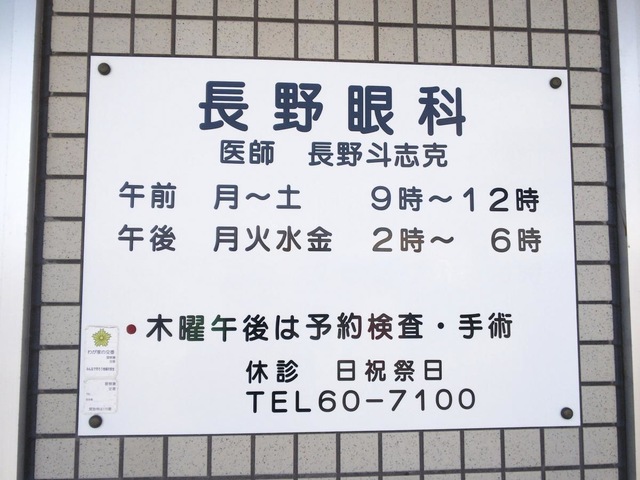 長野眼科
医師 長野斗志克
午前 月~土 9時~12時
午後 月火水金 2時~ 6時
•木曜午後は予約検査・手術
休診 日祝祭日
TEL60-7100